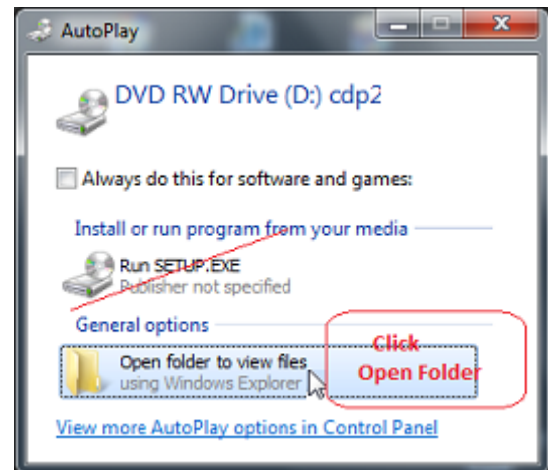 AutoPlay
DVD RW Drive (D:) cdp2
Always do this for software and games:
Install or run program from your media
Run SETUP.EXE
Publisher not specified
General options
Open folder to view files
using Windows Explorer
Click
Open Folder
View more AutoPlay options in Control Panel